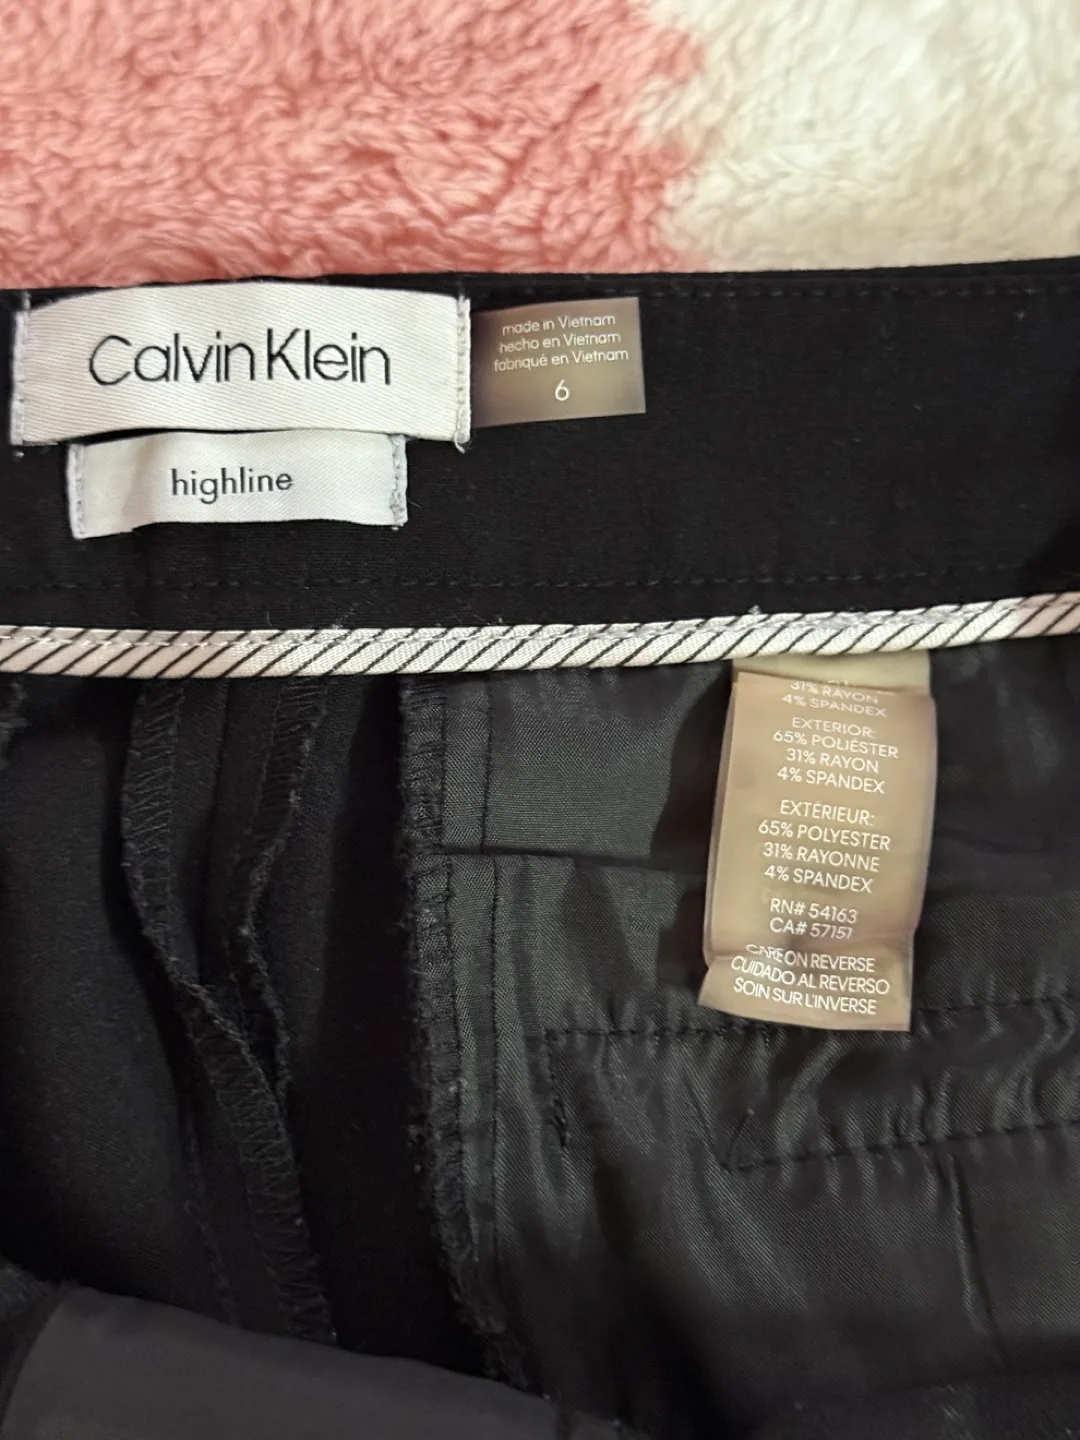 Calvin Klein
highline
made in Vietnam
hecho en Vietnam
fabriqué en Vietnam
6
31% RAYON
4% SPANDEX
EXTERIOR:
65% POLIÉSTER
31% RAYON
4% SPANDEX
EXTÉRIEUR:
65% POLYESTER
31% RAYONNE
4% SPANDEX
RN# 54163
CA# 57151
CARE ON REVERSE
CUIDADO AL REVERSO
SOIN SUR L'INVERSE